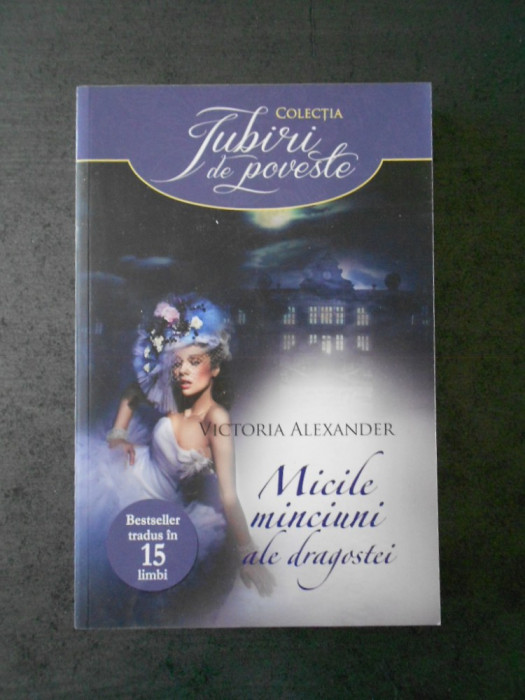 COLECȚIA
Iubiri
de poveste
VICTORIA ALEXANDER
Micile
minciuni
ale dragostei
Bestseller
tradus în
15
limbi